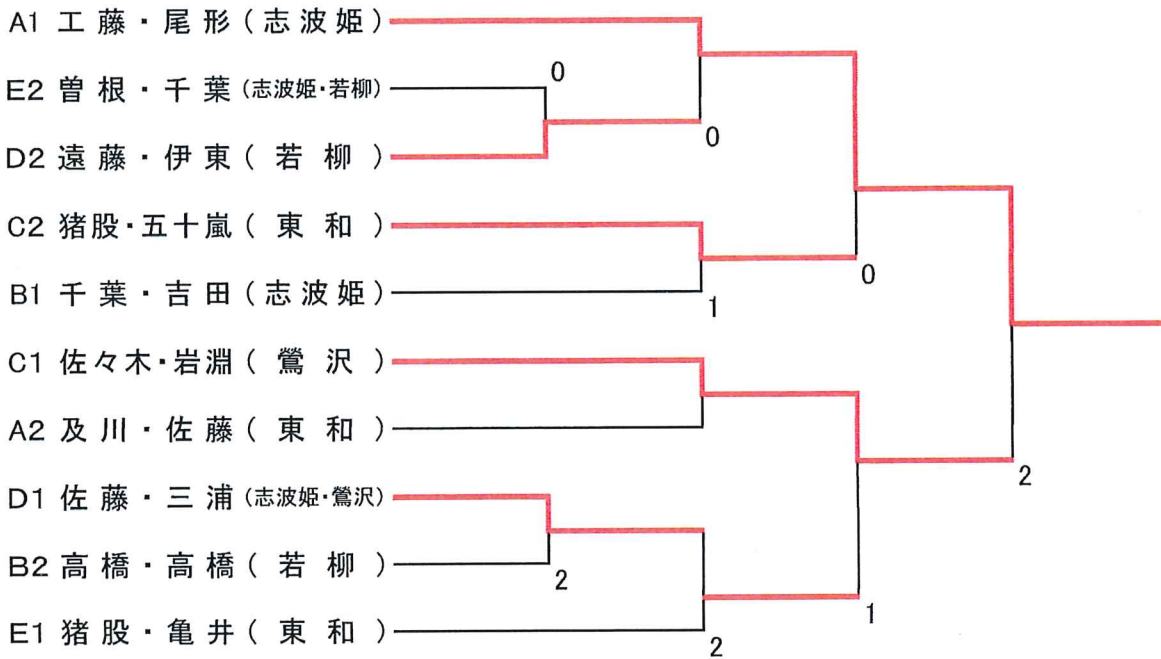 A1 工藤・尾形(志波姫)
0
E2 曽根・千葉(志波姫・若柳)
0
D2 遠藤・伊東(若柳)
C2 猪股・五十嵐(東和)
0
B1 千葉・吉田(志波姫)
1
C1 佐々木・岩淵(鶯沢)
A2 及川・佐藤(東和)
2
D1 佐藤・三浦(志波姫・鶯沢)
B2 高橋・高橋(若柳)
2
1
E1 猪股・亀井(東和)
2